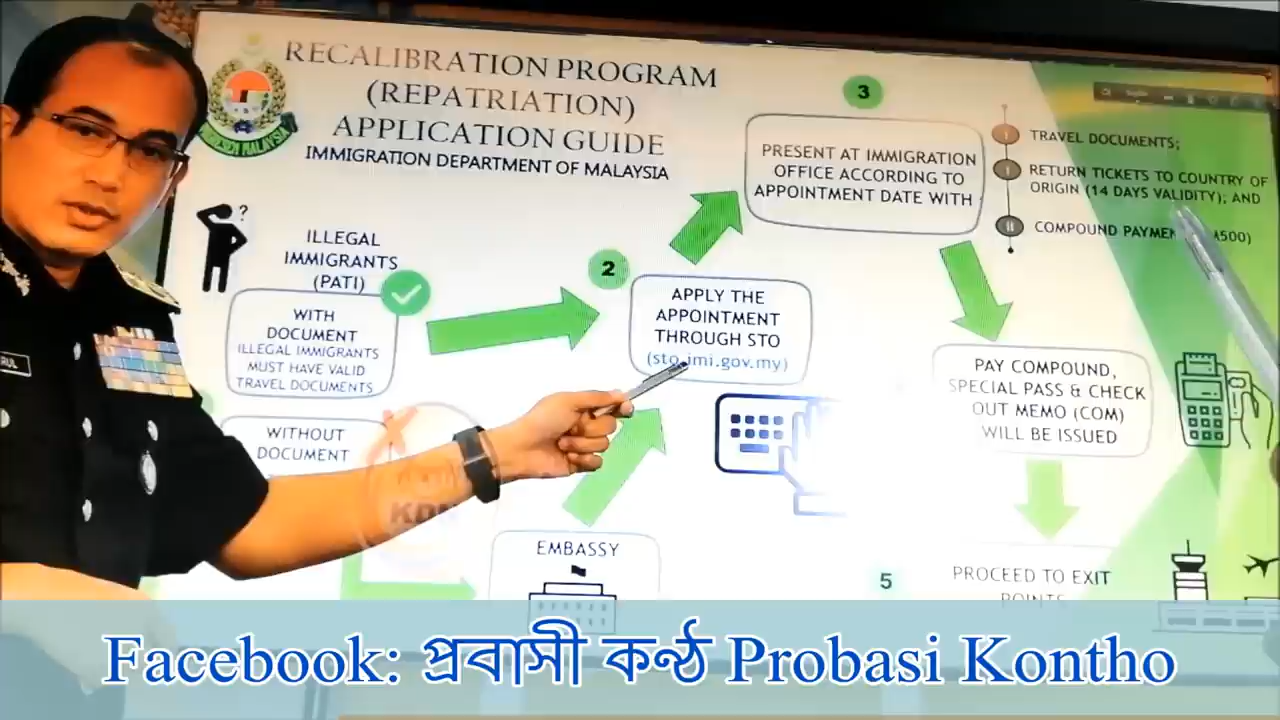 RECALIBRATION PROGRAM
(REPATRIATION)
APPLICATION GUIDE
IMMIGRATION DEPARTMENT OF MALAYSIA
?
ILLEGAL
IMMIGRANTS
(PATI)
WITH
DOCUMENT
ILLEGAL IMMIGRANTS
MUST HAVE VALID
TRAVEL DOCUMENTS
WITHOUT
DOCUMENT
EMBASSY
2
APPLY THE
APPOINTMENT
THROUGH STO
(sto.imi.gov.my)
3
PRESENT AT IMMIGRATION
OFFICE ACCORDING TO
APPOINTMENT DATE WITH
TRAVEL DOCUMENTS;
RETURN TICKETS TO COUNTRY OF
ORIGIN (14 DAYS VALIDITY); AND
COMPOUND 500)
PAY COMPOUND,
SPECIAL PASS & CHECK
OUT MEMO (COM)
WILL BE ISSUED
5
PROCEED TO EXIT
POINTS
Facebook: প্রবাসী কন্ঠ Probasi Kontho